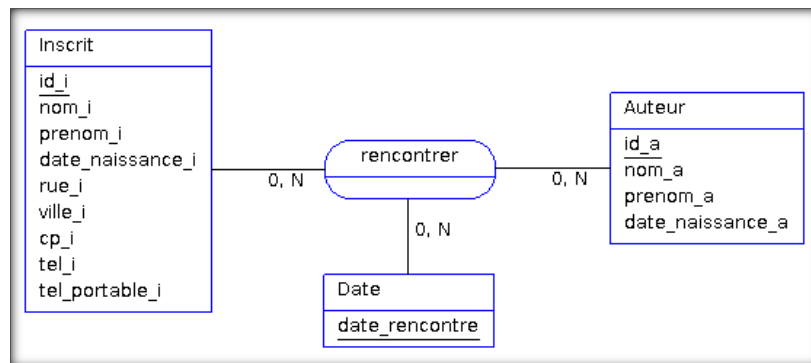 Inscrit
id_i
nom_i
prenom_i
date_naissance_i
rue_i
ville_i
cp_i
tel_i
tel_portable_i
0, N
rencontrer
0, N
0, N
Auteur
id_a
nom_a
prenom_a
date_naissance_a
Date
date_rencontre